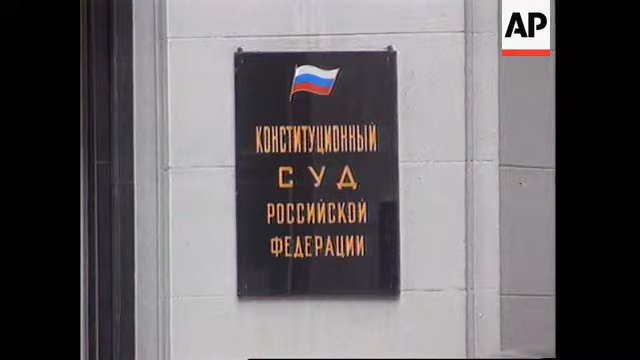 AP
КОНСТИТУЦИОННЫЙ
СУД
РОССИЙСКОЙ
ФЕДЕРАЦИИ